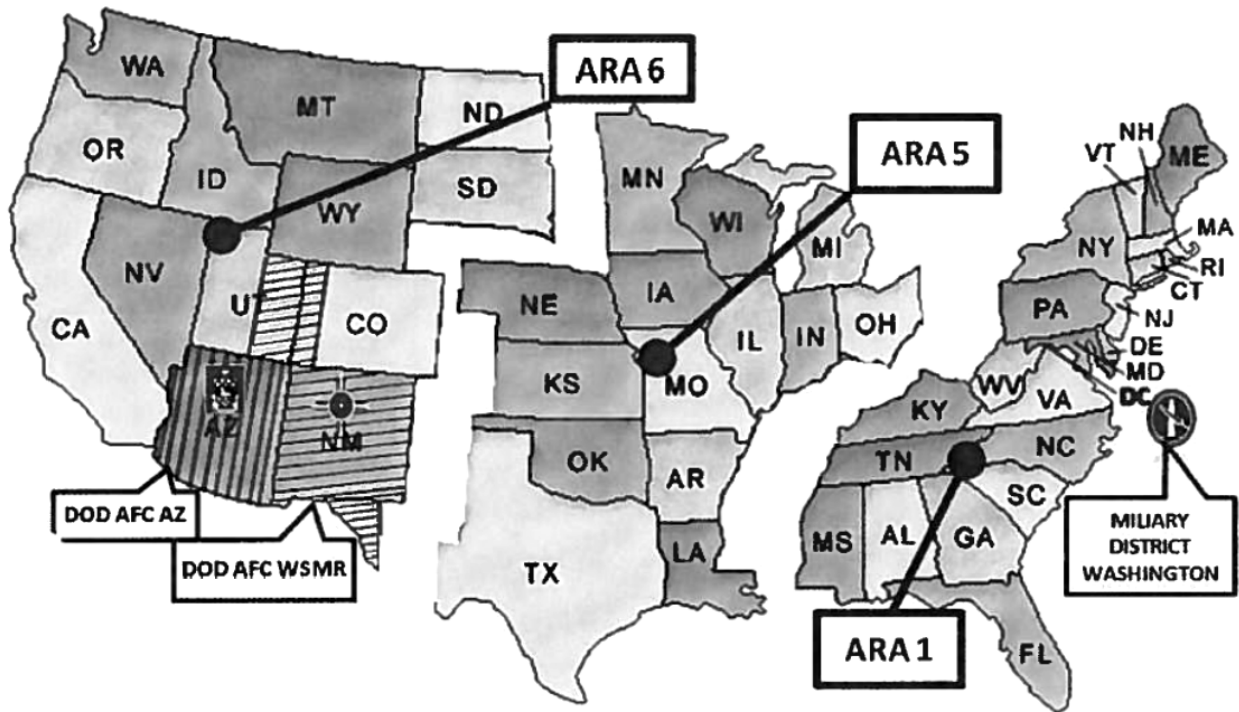 ARA 6
ARA 5
WA
MT
ND
OR
ID
SD
WY
NV
UT
CO
CA
AZ
NM
DOD AFC AZ
DOD AFC WSMR
MN
WI
MI
NE
IA
IL
IN
OH
KS
MO
OK
AR
TX
LA
NH
VT
ME
MA
NY
RI
CT
PA
NJ
DE
MD
DC
WV
VA
KY
NC
TN
SC
MS
AL
GA
FL
ARA 1
MILIARY
DISTRICT
WASHINGTON